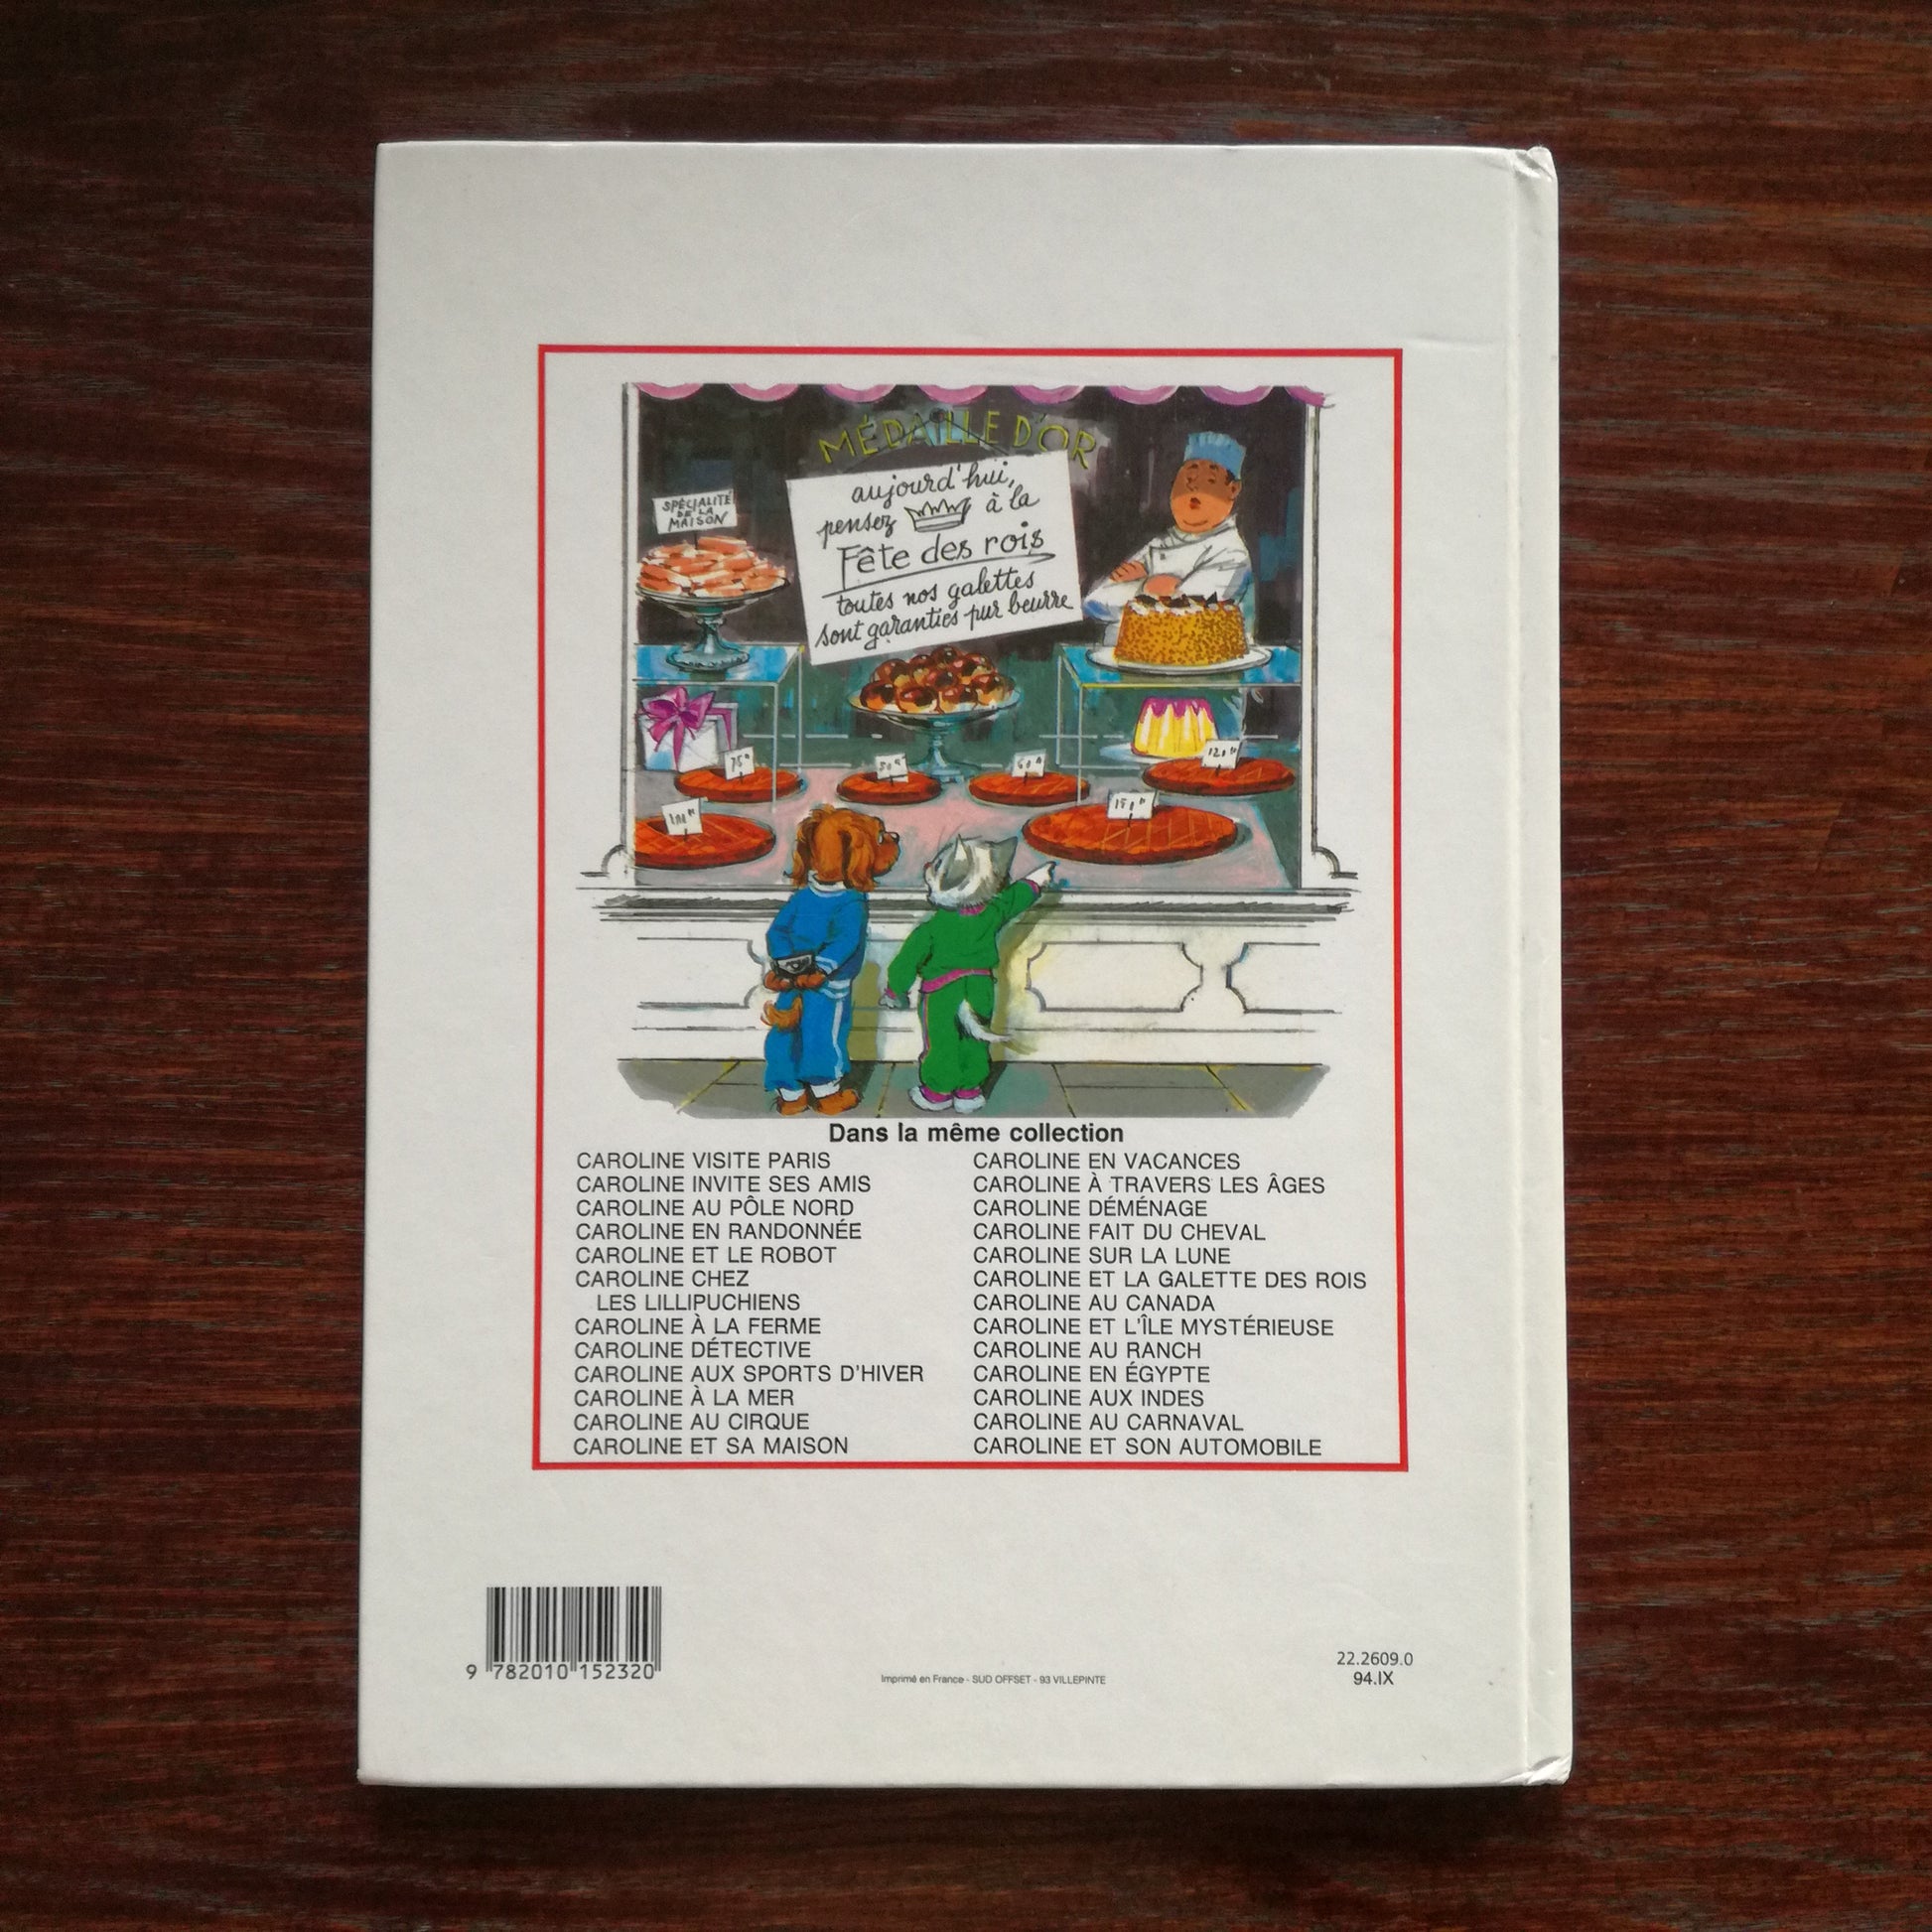 MÉDAILLE D'OR
SPÉCIALITÉ
DE LA
MAISON
aujourd'hui,
pensez à la
Fête des rois
toutes nos galettes
sont garanties pur beurre
Dans la même collection
CAROLINE VISITE PARIS
CAROLINE INVITE SES AMIS
CAROLINE AU PÔLE NORD
CAROLINE EN RANDONNÉE
CAROLINE ET LE ROBOT
CAROLINE CHEZ
LES LILLIPUCHIENS
CAROLINE À LA FERME
CAROLINE DÉTECTIVE
CAROLINE AUX SPORTS D'HIVER
CAROLINE À LA MER
CAROLINE AU CIRQUE
CAROLINE ET SA MAISON
CAROLINE EN VACANCES
CAROLINE À TRAVERS LES ÂGES
CAROLINE DÉMÉNAGE
CAROLINE FAIT DU CHEVAL
CAROLINE SUR LA LUNE
CAROLINE ET LA GALETTE DES ROIS
CAROLINE AU CANADA
CAROLINE ET L'ÎLE MYSTÉRIEUSE
CAROLINE AU RANCH
CAROLINE EN ÉGYPTE
CAROLINE AUX INDES
CAROLINE AU CARNAVAL
CAROLINE ET SON AUTOMOBILE
9 782010 152320
Imprimé en France - SUD OFFSET - 93 VILLEPINTE
22.2609.0
94.IX